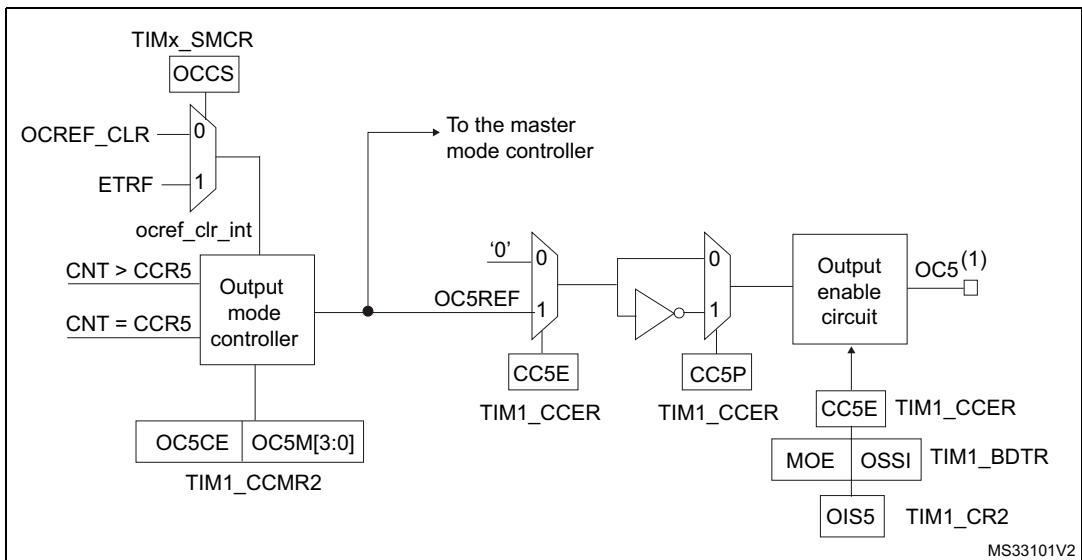 TIMx_SMCR
OCCS
OCREF_CLR
0
ETRF
1
ocref_clr_int
To the master
mode controller
CNT > CCR5
CNT = CCR5
Output
mode
controller
'0'
0
OC5REF
1
0
1
Output
enable
circuit
OC5(1)
CC5E
TIM1_CCER
CC5P
TIM1_CCER
CC5E
TIM1_CCER
OC5CE
OC5M[3:0]
TIM1_CCMR2
MOE
OSSI
TIM1_BDTR
OIS5
TIM1_CR2
MS33101V2